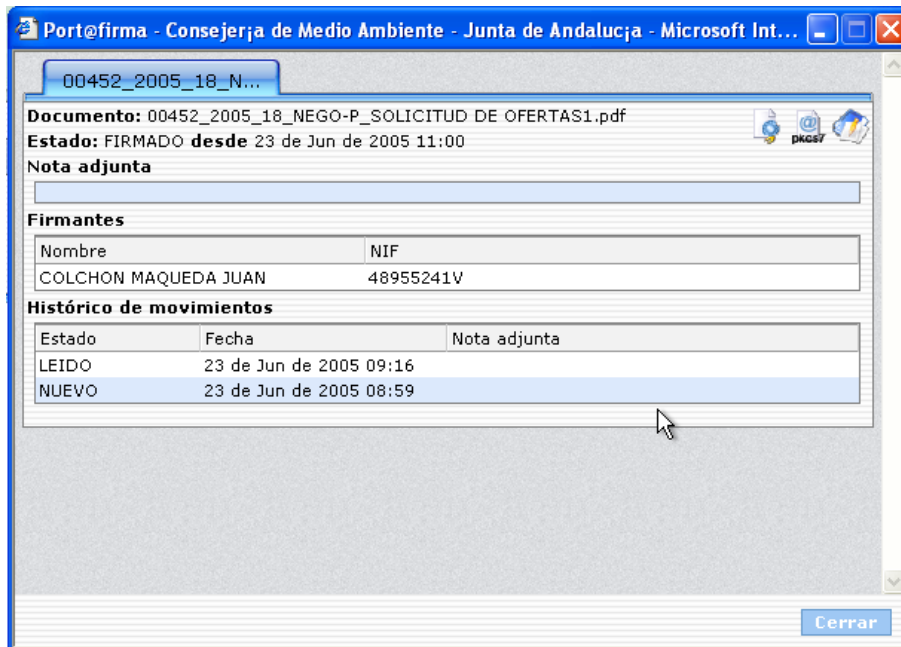 Port@firma - Consejer¡a de Medio Ambiente - Junta de Andaluc¡a - Microsoft Int...
00452_2005_18_N...
Documento: 00452_2005_18_NEGO-P_SOLICITUD DE OFERTAS1.pdf
Estado: FIRMADO desde 23 de Jun de 2005 11:00
@
pkcs7
Nota adjunta
Firmantes
Nombre NIF
COLCHON MAQUEDA JUAN 48955241V
Histórico de movimientos
Estado Fecha Nota adjunta
LEIDO 23 de Jun de 2005 09:16
NUEVO 23 de Jun de 2005 08:59
Cerrar